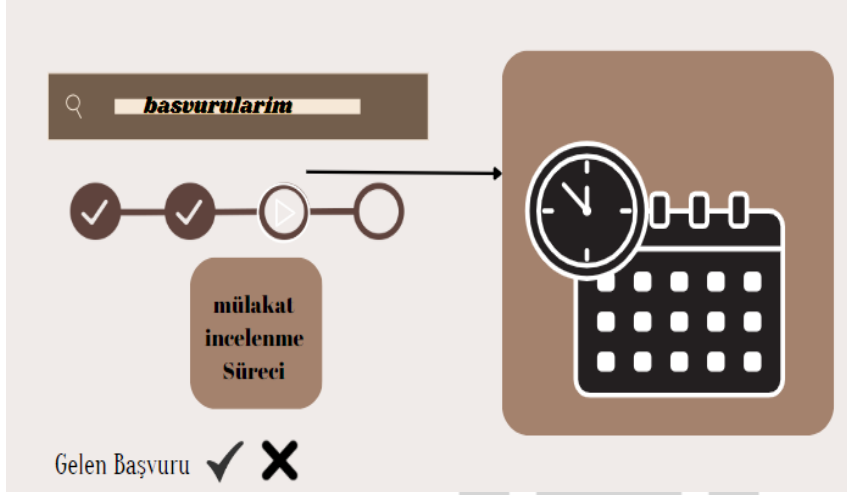 basvurularim
mülakat
incelenme
Süreci
Gelen Başvuru